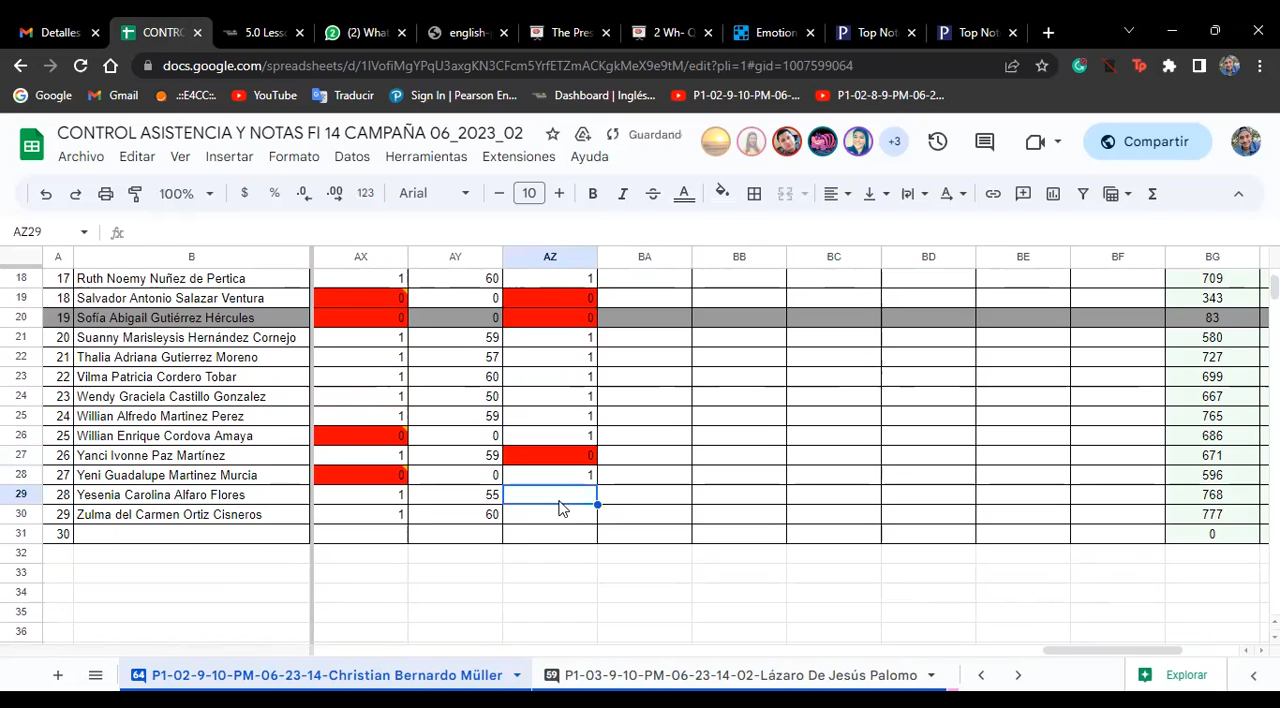 Detalles
CONTRO
5.0 Lesso
(2) What
english-p
The Pres
2 Wh- Q
Emotion
Top Not
Top Not
docs.google.com/spreadsheets/d/1IVofiMgYPqU3axgKN3CFcm5YrfETZmACKgkMeX9e9tM/edit?pli=1#gid=1007599064
Google
Gmail
.::E4CC::.
YouTube
Traducir
Sign In | Pearson En...
Dashboard | Inglés...
P1-02-9-10-PM-06-...
P1-02-8-9-PM-06-2...
CONTROL ASISTENCIA Y NOTAS FI 14 CAMPAÑA 06_2023_02
Guardand
+3
Compartir
Archivo Editar Ver Insertar Formato Datos Herramientas Extensiones Ayuda
100% $ % .0 .00 123 Arial 10 B I A
AZ29 fx
A B AX AY AZ BA BB BC BD BE BF BG
18 17 Ruth Noemy Nuñez de Pertica 1 60 1 709
19 18 Salvador Antonio Salazar Ventura 0 0 0 343
20 19 Sofía Abigail Gutiérrez Hércules 0 0 0 83
21 20 Suanny Marisleysis Hernández Cornejo 1 59 1 580
22 21 Thalia Adriana Gutierrez Moreno 1 57 1 727
23 22 Vilma Patricia Cordero Tobar 1 60 1 699
24 23 Wendy Graciela Castillo Gonzalez 1 50 1 667
25 24 Willian Alfredo Martinez Perez 1 59 1 765
26 25 Willian Enrique Cordova Amaya 0 0 1 686
27 26 Yanci Ivonne Paz Martínez 1 59 0 671
28 27 Yeni Guadalupe Martinez Murcia 0 0 1 596
29 28 Yesenia Carolina Alfaro Flores 1 55 768
30 29 Zulma del Carmen Ortiz Cisneros 1 60 777
31 30 0
32
33
34
35
36
64 P1-02-9-10-PM-06-23-14-Christian Bernardo Müller
59 P1-03-9-10-PM-06-23-14-02-Lázaro De Jesús Palomo
Explorar